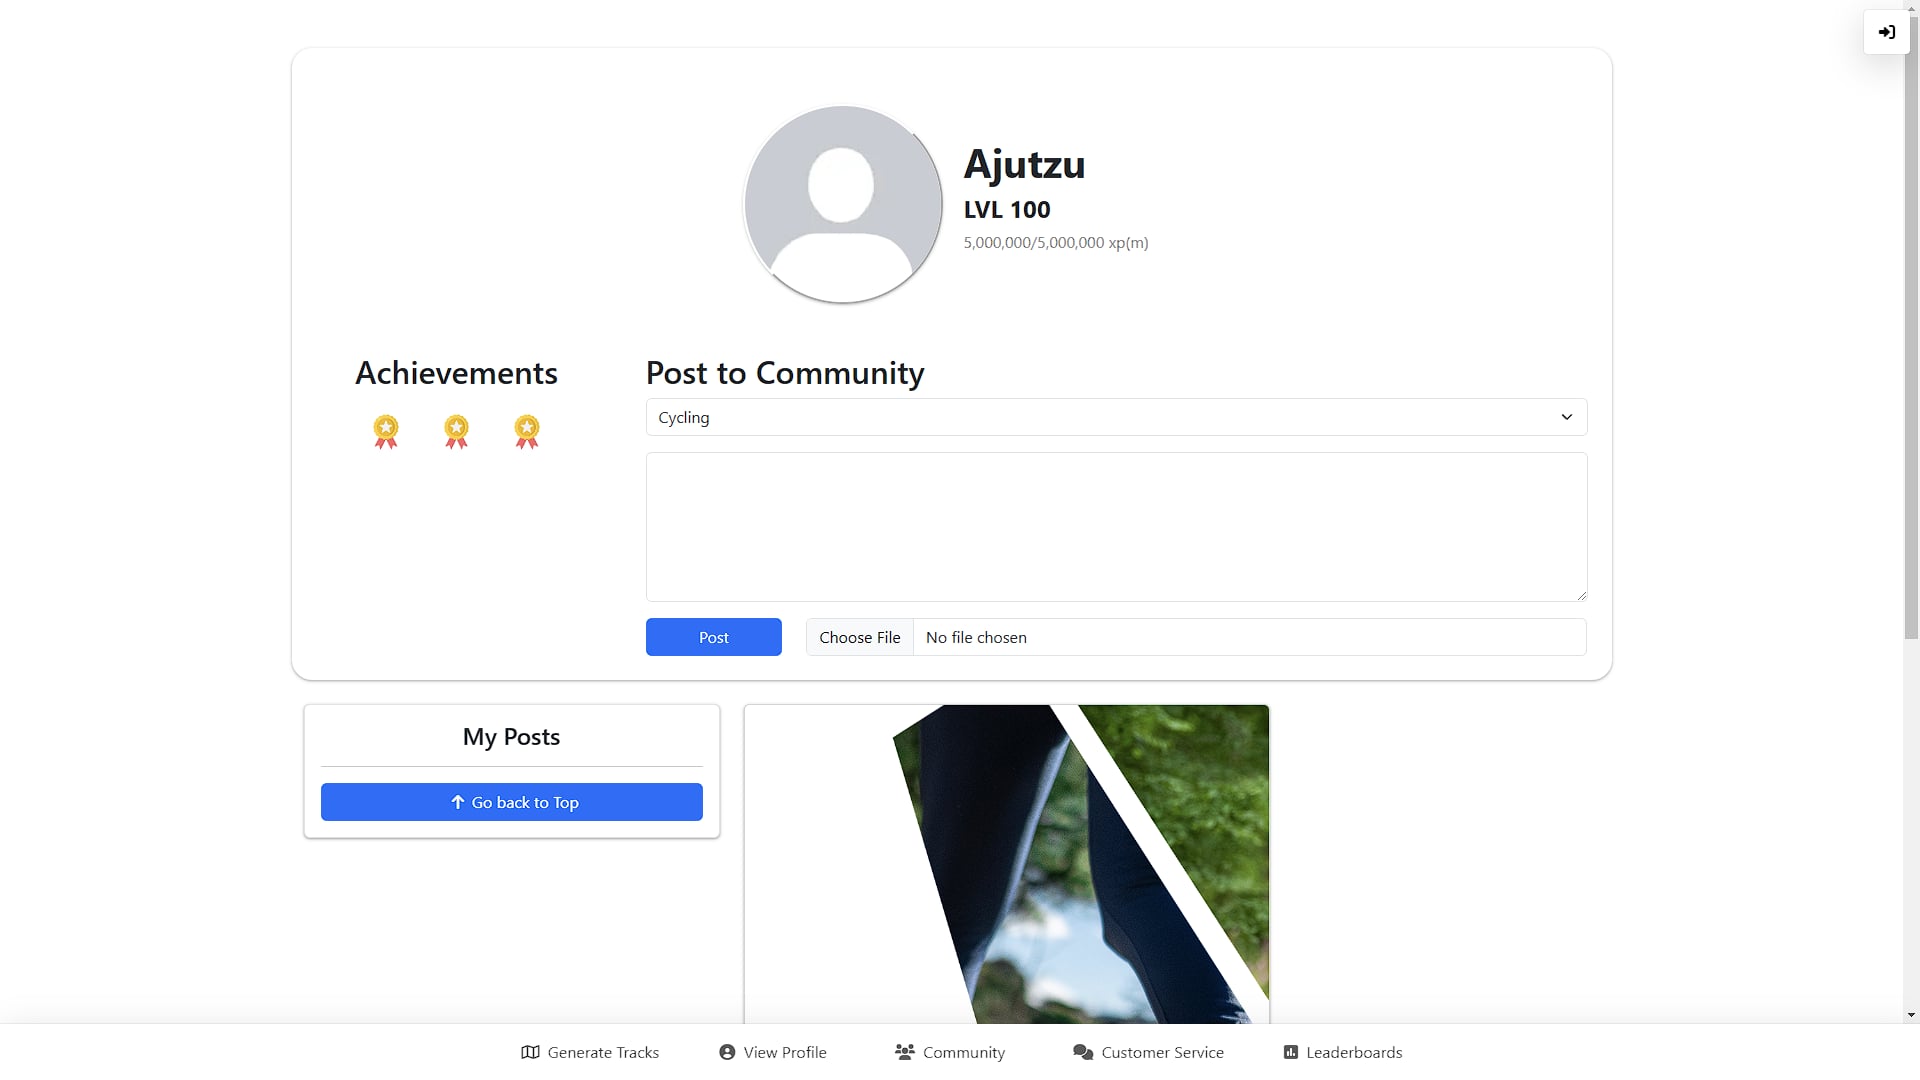 Ajutzu
LVL 100
5,000,000/5,000,000 xp(m)
Achievements
Post to Community
Cycling
Post
Choose File
No file chosen
My Posts
Go back to Top
Generate Tracks
View Profile
Community
Customer Service
Leaderboards